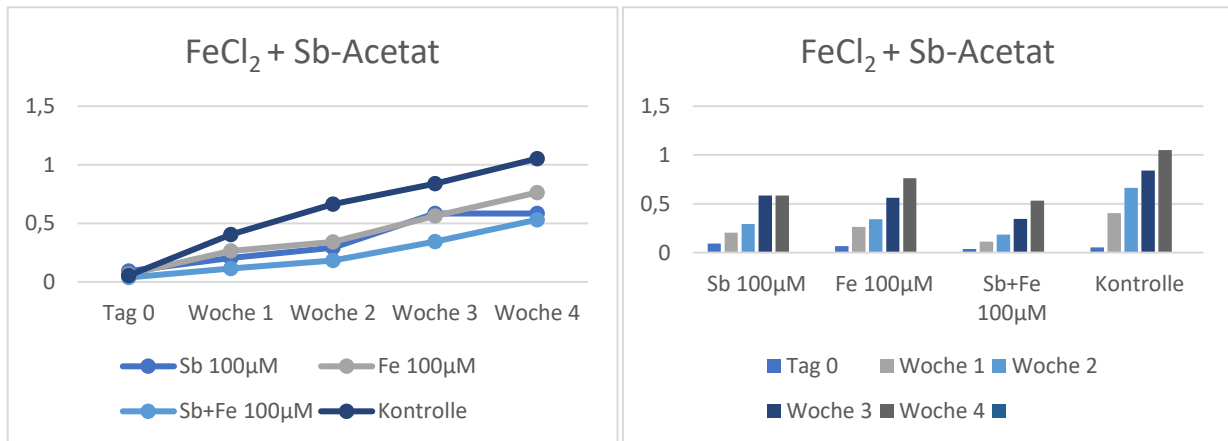 FeCl₂ + Sb-Acetat
1,5
1
0,5
0
Tag 0 Woche 1 Woche 2 Woche 3 Woche 4
Sb 100µM Fe 100µM
Sb+Fe 100µM Kontrolle
FeCl₂ + Sb-Acetat
1,5
1
0,5
0
Sb 100µM Fe 100µM Sb+Fe 100µM Kontrolle
Tag 0 Woche 1 Woche 2
Woche 3 Woche 4